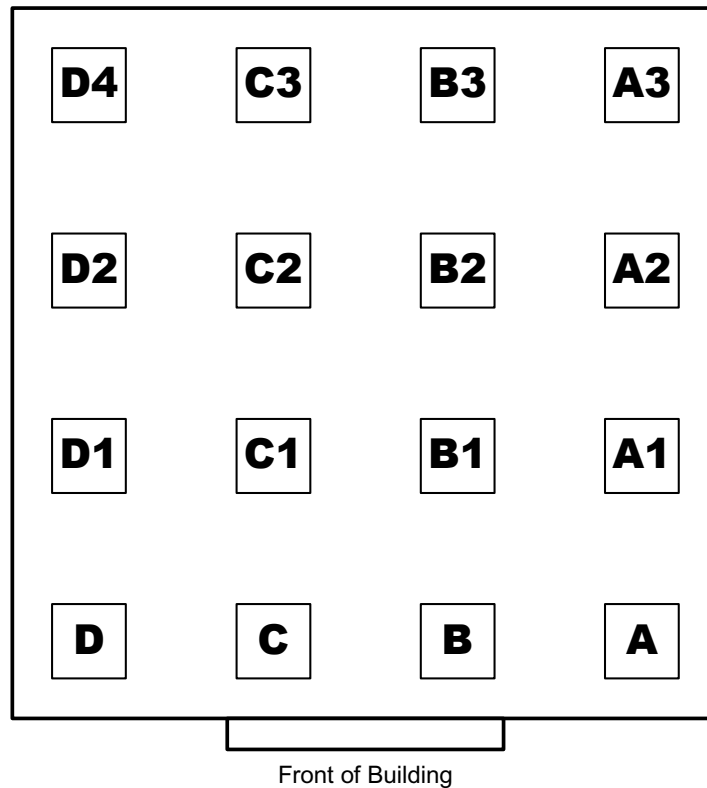 D4 C3 B3 A3
D2 C2 B2 A2
D1 C1 B1 A1
D C B A
Front of Building